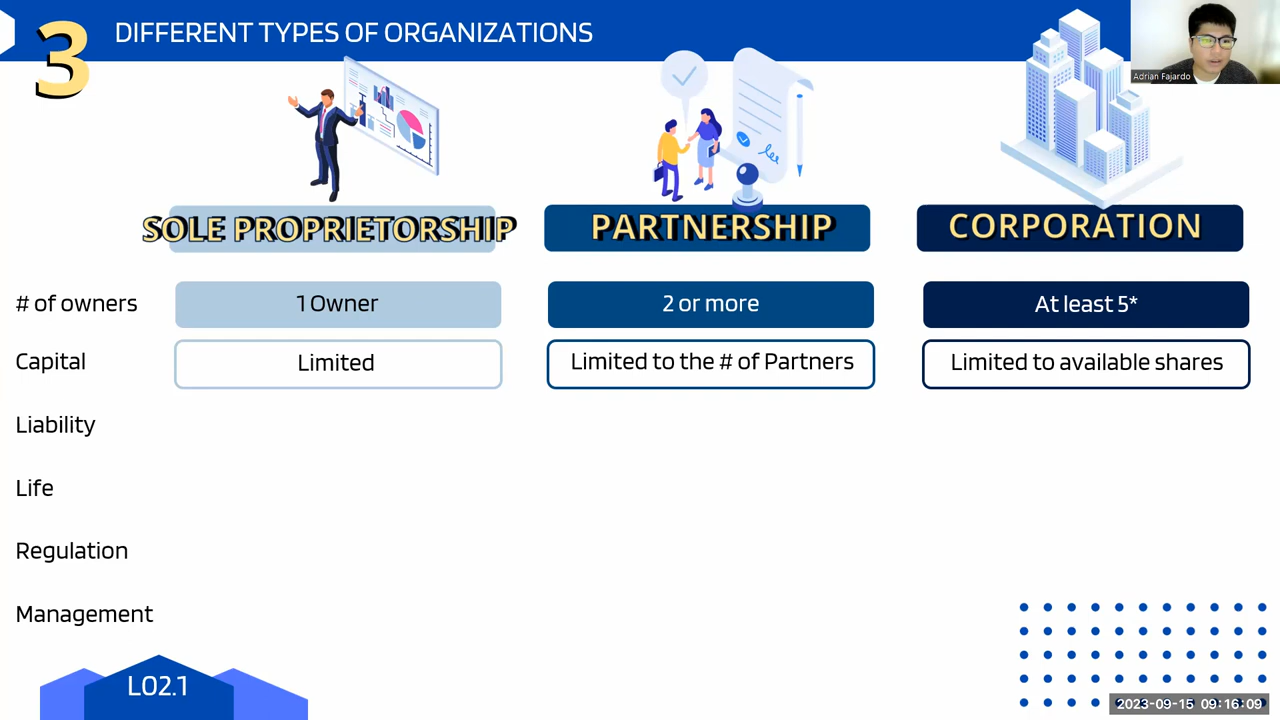 3
DIFFERENT TYPES OF ORGANIZATIONS
Adrian Fajardo
SOLE PROPRIETORSHIP
PARTNERSHIP
CORPORATION
# of owners
1 Owner
2 or more
At least 5*
Capital
Limited
Limited to the # of Partners
Limited to available shares
Liability
Life
Regulation
Management
LO2.1
2023-09-15 09:16:09